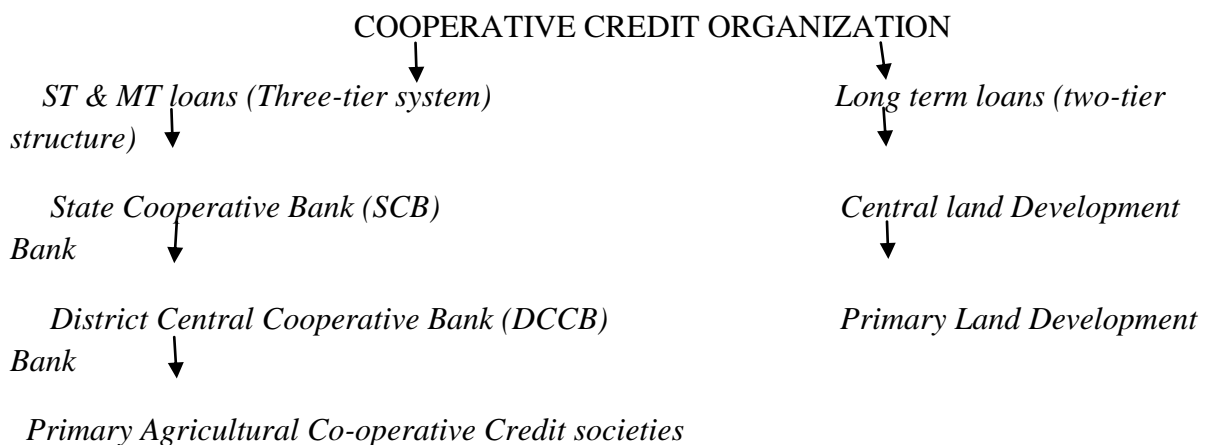 COOPERATIVE CREDIT ORGANIZATION
ST & MT loans (Three-tier system) Long term loans (two-tier
structure)
State Cooperative Bank (SCB) Central land Development
Bank
District Central Cooperative Bank (DCCB) Primary Land Development
Bank
Primary Agricultural Co-operative Credit societies